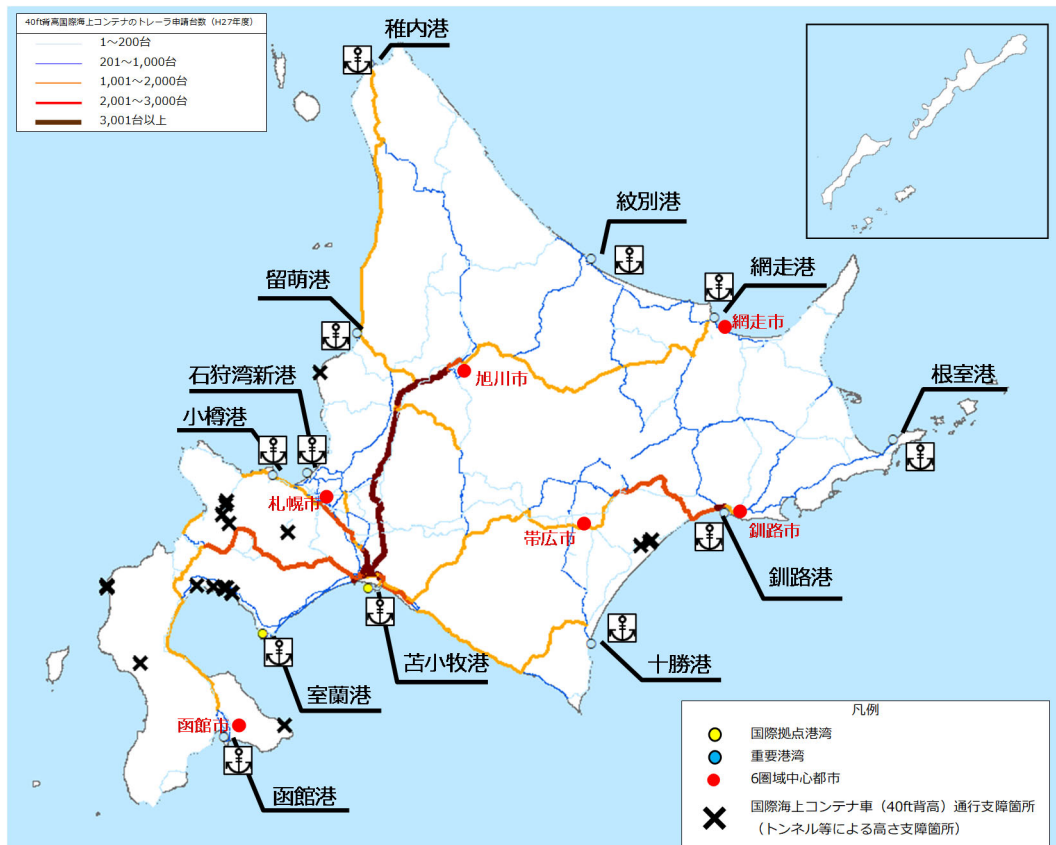 40ft背高国際海上コンテナのトレーラ申請台数（H27年度）
1～200台
201～1,000台
1,001～2,000台
2,001～3,000台
3,001台以上
稚内港
紋別港
網走港
網走市
留萌港
旭川市
石狩湾新港
小樽港
根室港
札幌市
帯広市
釧路市
釧路港
苫小牧港
十勝港
室蘭港
函館市
函館港
凡例
国際拠点港湾
重要港湾
6圏域中心都市
国際海上コンテナ車（40ft背高）通行支障箇所
（トンネル等による高さ支障箇所）